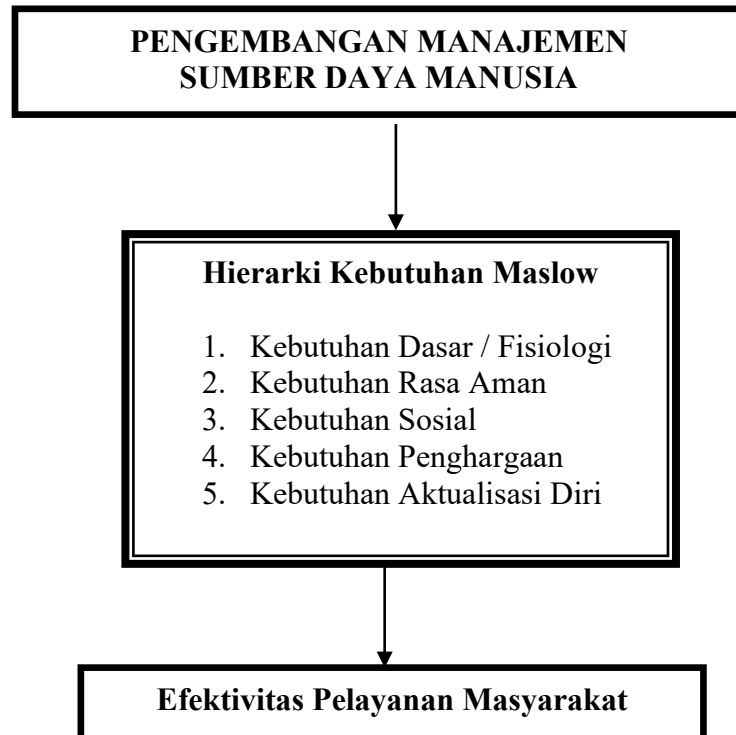 PENGEMBANGAN MANAJEMEN
SUMBER DAYA MANUSIA
Hierarki Kebutuhan Maslow
1. Kebutuhan Dasar / Fisiologi
2. Kebutuhan Rasa Aman
3. Kebutuhan Sosial
4. Kebutuhan Penghargaan
5. Kebutuhan Aktualisasi Diri
Efektivitas Pelayanan Masyarakat